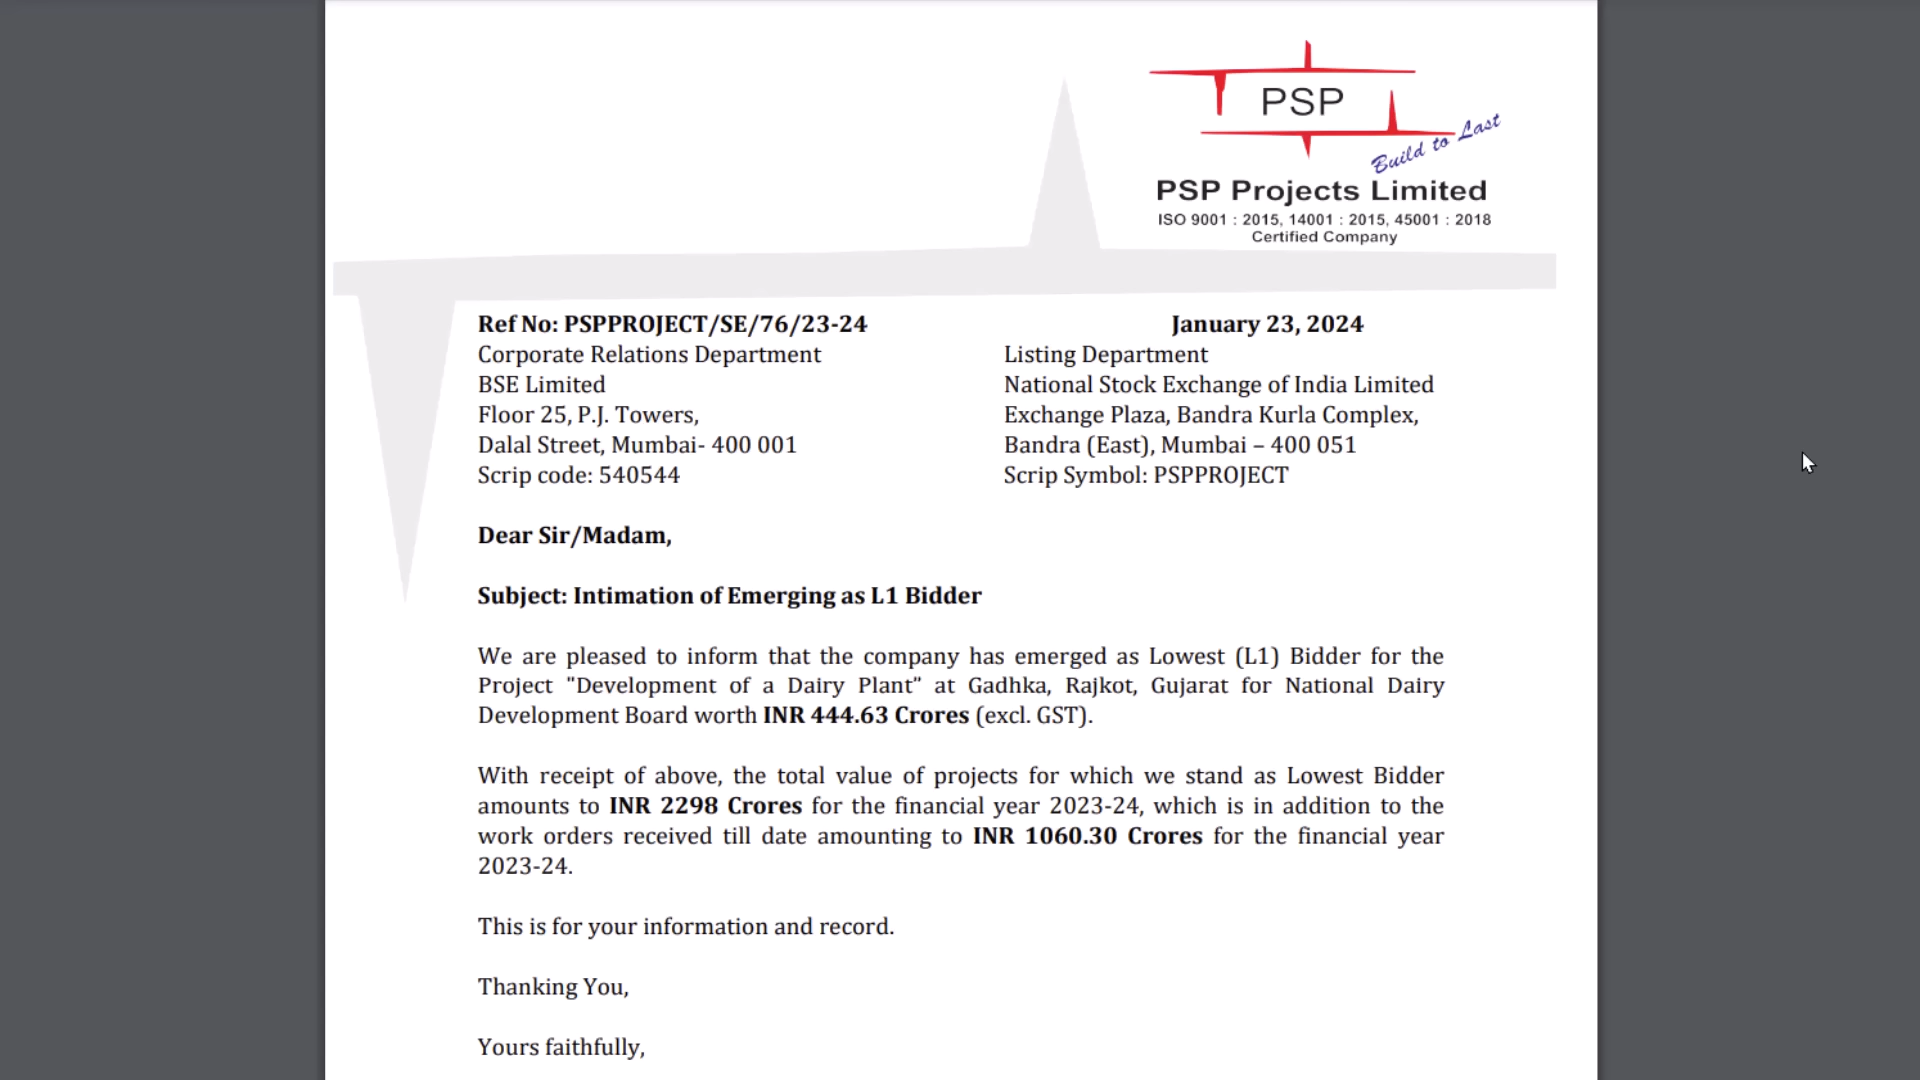 PSP
Build to Last
PSP Projects Limited
ISO 9001 : 2015, 14001 : 2015, 45001 : 2018
Certified Company
Ref No: PSPPROJECT/SE/76/23-24
January 23, 2024
Corporate Relations Department
BSE Limited
Floor 25, P.J. Towers,
Dalal Street, Mumbai- 400 001
Scrip code: 540544
Listing Department
National Stock Exchange of India Limited
Exchange Plaza, Bandra Kurla Complex,
Bandra (East), Mumbai – 400 051
Scrip Symbol: PSPPROJECT
Dear Sir/Madam,
Subject: Intimation of Emerging as L1 Bidder
We are pleased to inform that the company has emerged as Lowest (L1) Bidder for the
Project "Development of a Dairy Plant" at Gadhka, Rajkot, Gujarat for National Dairy
Development Board worth INR 444.63 Crores (excl. GST).
With receipt of above, the total value of projects for which we stand as Lowest Bidder
amounts to INR 2298 Crores for the financial year 2023-24, which is in addition to the
work orders received till date amounting to INR 1060.30 Crores for the financial year
2023-24.
This is for your information and record.
Thanking You,
Yours faithfully,